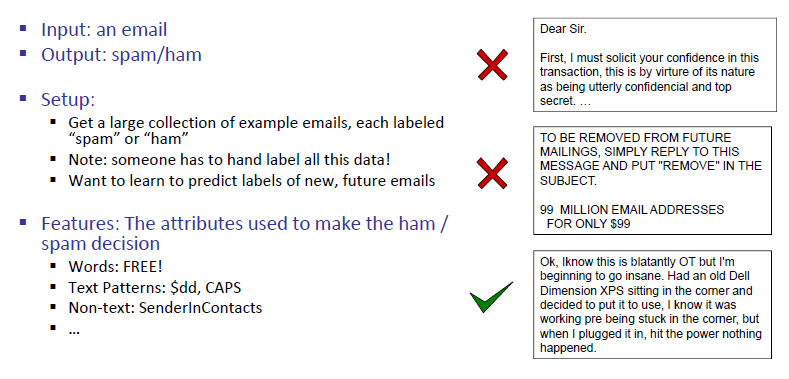 Input: an email
Output: spam/ham
Setup:
Get a large collection of example emails, each labeled
“spam” or “ham”
Note: someone has to hand label all this data!
Want to learn to predict labels of new, future emails
Features: The attributes used to make the ham /
spam decision
Words: FREE!
Text Patterns: $dd, CAPS
Non-text: SenderInContacts
…
Dear Sir.
First, I must solicit your confidence in this
transaction, this is by virture of its nature
as being utterly confidencial and top
secret. …
TO BE REMOVED FROM FUTURE
MAILINGS, SIMPLY REPLY TO THIS
MESSAGE AND PUT "REMOVE" IN THE
SUBJECT.
99 MILLION EMAIL ADDRESSES
FOR ONLY $99
Ok, Iknow this is blatantly OT but I'm
beginning to go insane. Had an old Dell
Dimension XPS sitting in the corner and
decided to put it to use, I know it was
working pre being stuck in the corner, but
when I plugged it in, hit the power nothing
happened.